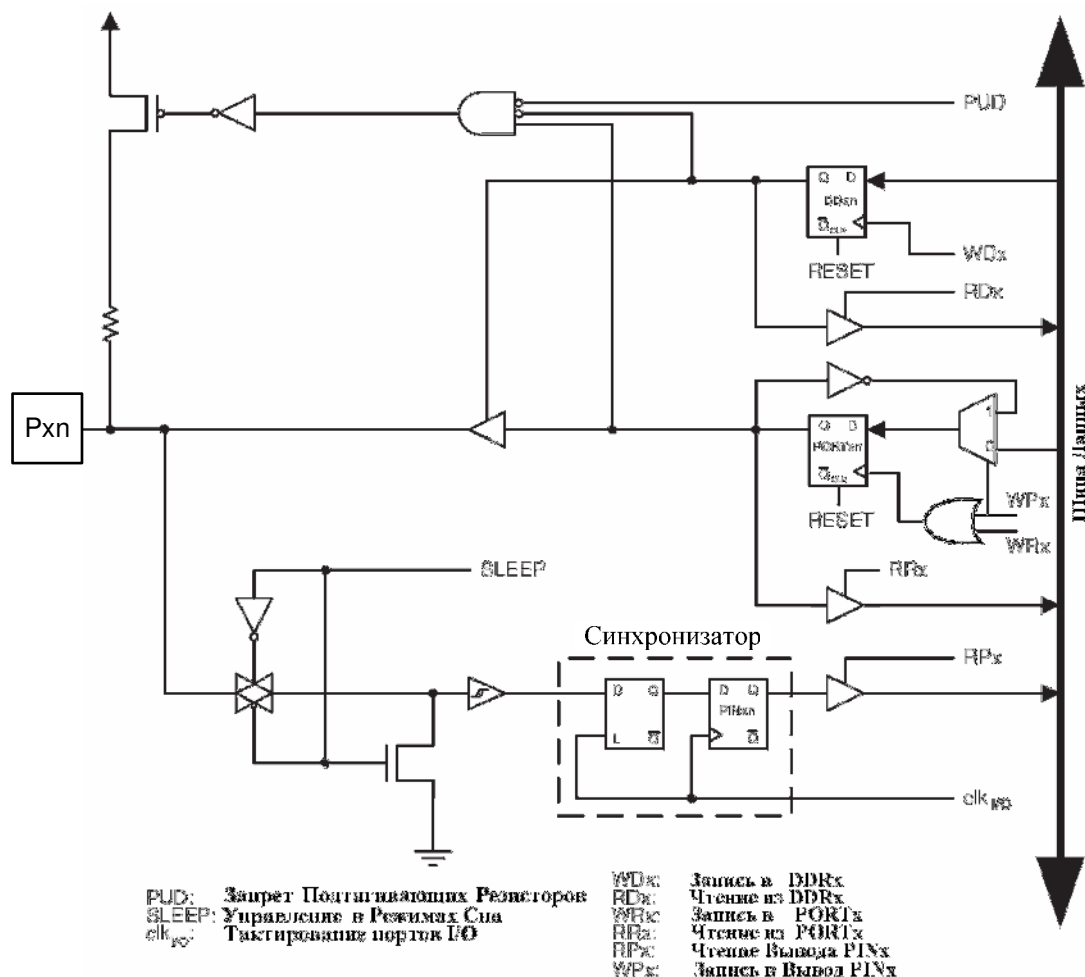 PUD
Q D
DDxn
Q CLR
RESET
WDx
RDx
Pxn
1
0
Q D
PORTxn
Q CLR
RESET
WPx
WRx
Шина Данных
SLEEP
RRx
Синхронизатор
RPx
D Q
L Q
D Q
PINxn
Q
clk I/O
PUD: Запрет Подтягивающих Резисторов
SLEEP: Управление в Режимах Сна
clk I/O: Тактирование портов I/O
WDx: Запись в DDRx
RDx: Чтение из DDRx
WRx: Запись в PORTx
RRx: Чтение из PORTx
RPx: Чтение Вывода PINx
WPx: Запись в Вывод PINx